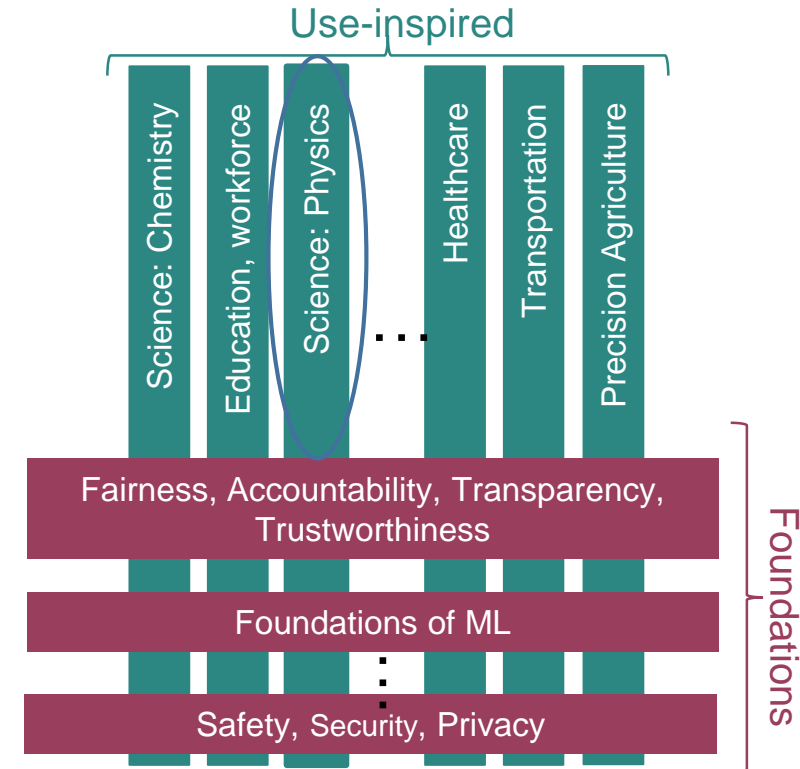 Use-inspired
Science: Chemistry
Education, workforce
Science: Physics
...
Healthcare
Transportation
Precision Agriculture
Fairness, Accountability, Transparency,
Trustworthiness
Foundations of ML
Safety, Security, Privacy
Foundations